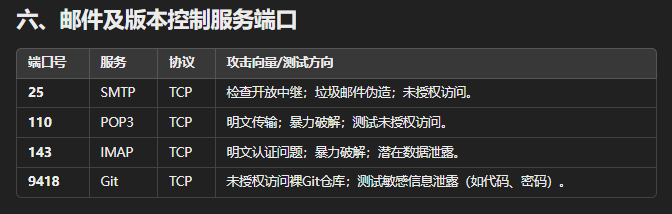 六、邮件及版本控制服务端口
端口号 服务 协议 攻击向量/测试方向
25 SMTP TCP 检查开放中继；垃圾邮件伪造；未授权访问。
110 POP3 TCP 明文传输；暴力破解；测试未授权访问。
143 IMAP TCP 明文认证问题；暴力破解；潜在数据泄露。
9418 Git TCP 未授权访问裸Git仓库；测试敏感信息泄露（如代码、密码）。